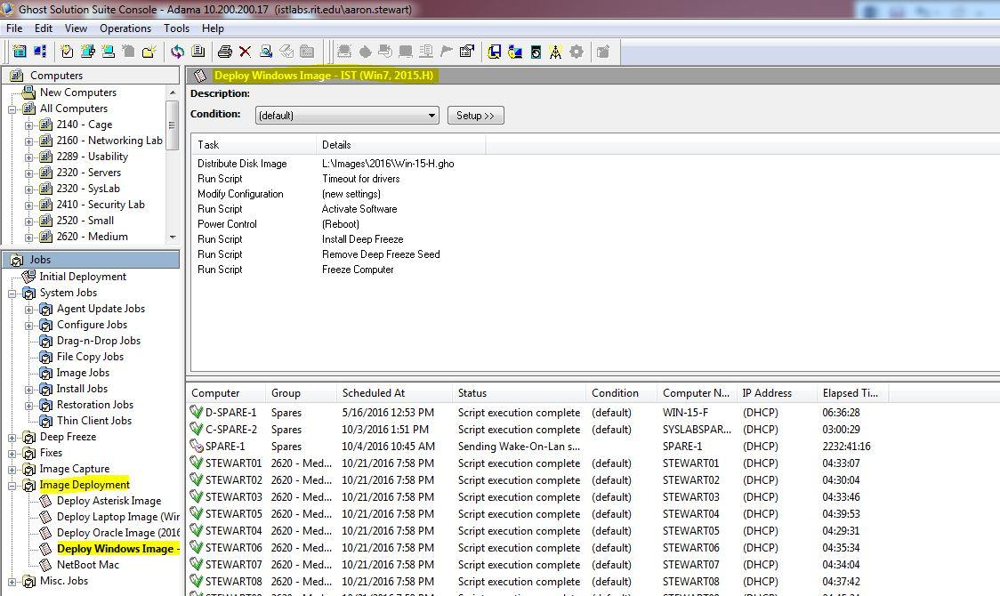 Ghost Solution Suite Console - Adama 10.200.200.17 (istlabs.rit.edu\aaron.stewart)
File Edit View Operations Tools Help
Computers
New Computers
All Computers
2140 - Cage
2160 - Networking Lab
2289 - Usability
2320 - Servers
2320 - SysLab
2410 - Security Lab
2520 - Small
2620 - Medium
Jobs
Initial Deployment
System Jobs
Agent Update Jobs
Configure Jobs
Drag-n-Drop Jobs
File Copy Jobs
Image Jobs
Install Jobs
Restoration Jobs
Thin Client Jobs
Deep Freeze
Fixes
Image Capture
Image Deployment
Deploy Asterisk Image
Deploy Laptop Image (Wir
Deploy Oracle Image (2016
Deploy Windows Image -
NetBoot Mac
Misc. Jobs
Deploy Windows Image - IST (Win7, 2015.H)
Description:
Condition: (default) Setup >>
Task Details
Distribute Disk Image L:\Images\2016\Win-15-H.gho
Run Script Timeout for drivers
Modify Configuration (new settings)
Run Script Activate Software
Power Control (Reboot)
Run Script Install Deep Freeze
Run Script Remove Deep Freeze Seed
Run Script Freeze Computer
Computer Group Scheduled At Status Condition Computer N... IP Address Elapsed Ti...
D-SPARE-1 Spares 5/16/2016 12:53 PM Script execution complete (default) WIN-15-F (DHCP) 06:36:28
C-SPARE-2 Spares 10/3/2016 1:51 PM Script execution complete (default) SYSLABSPAR... (DHCP) 03:00:29
SPARE-1 Spares 10/4/2016 10:45 AM Sending Wake-On-Lan s... SPARE-1 (DHCP) 2232:41:16
STEWART01 2620 - Med... 10/21/2016 7:58 PM Script execution complete (default) STEWART01 (DHCP) 04:33:07
STEWART02 2620 - Med... 10/21/2016 7:58 PM Script execution complete (default) STEWART02 (DHCP) 04:30:04
STEWART03 2620 - Med... 10/21/2016 7:58 PM Script execution complete (default) STEWART03 (DHCP) 04:33:46
STEWART05 2620 - Med... 10/21/2016 7:58 PM Script execution complete (default) STEWART04 (DHCP) 04:39:53
STEWART04 2620 - Med... 10/21/2016 7:58 PM Script execution complete (default) STEWART05 (DHCP) 04:29:31
STEWART06 2620 - Med... 10/21/2016 7:58 PM Script execution complete (default) STEWART06 (DHCP) 04:35:34
STEWART07 2620 - Med... 10/21/2016 7:58 PM Script execution complete (default) STEWART07 (DHCP) 04:34:04
STEWART08 2620 - Med... 10/21/2016 7:58 PM Script execution complete (default) STEWART08 (DHCP) 04:37:42